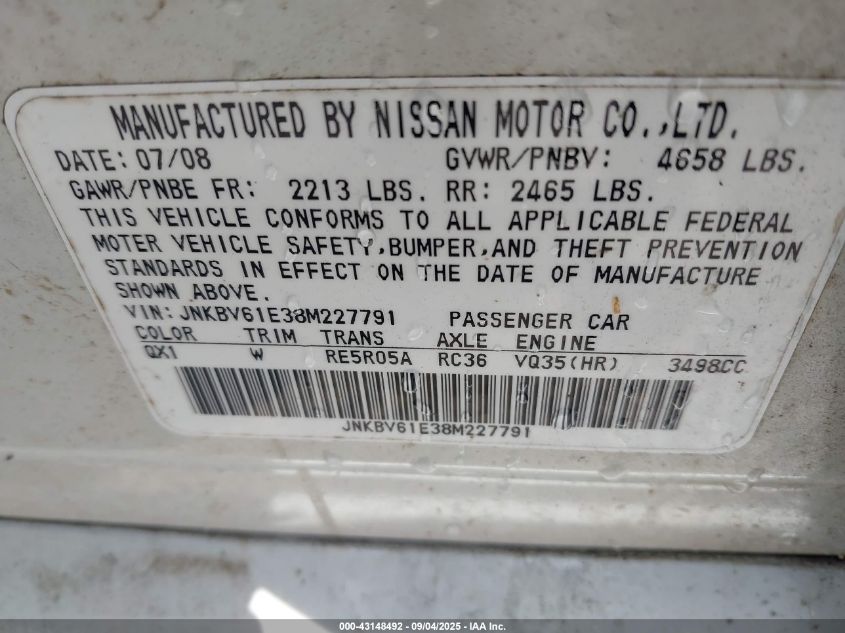 MANUFACTURED BY NISSAN MOTOR CO.,LTD.
DATE: 07/08 GVWR/PNBV: 4658 LBS.
GAWR/PNBE FR: 2213 LBS. RR: 2465 LBS.
THIS VEHICLE CONFORMS TO ALL APPLICABLE FEDERAL
MOTER VEHICLE SAFETY,BUMPER,AND THEFT PREVENTION
STANDARDS IN EFFECT ON THE DATE OF MANUFACTURE
SHOWN ABOVE.
VIN: JNKBV61E38M227791 PASSENGER CAR
COLOR TRIM TRANS AXLE ENGINE
QX1 W RE5R05A RC36 VQ35(HR) 3498CC
JNKBV61E38M227791
000-43148492 - 09/04/2025 - IAA Inc.